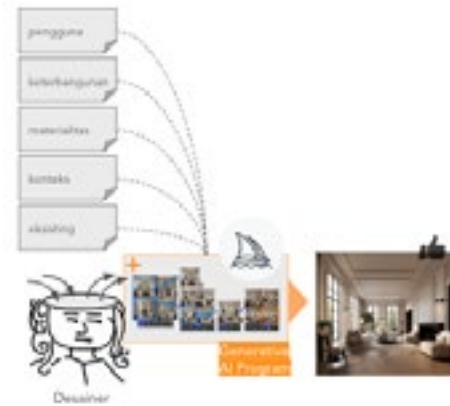 pengguna
keterbangunan
materialitas
konteks
eksisting
Generative
AI Program
Desainer